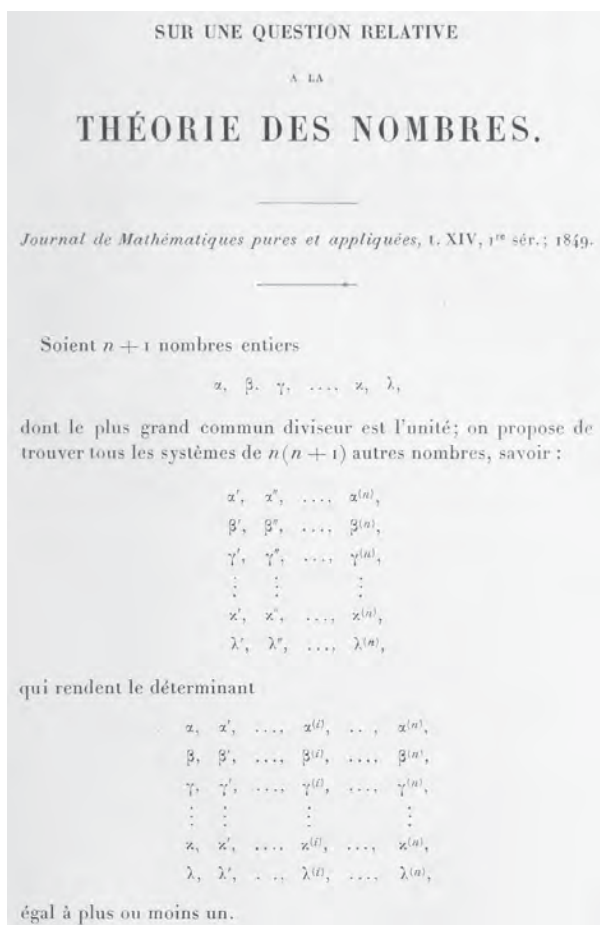 SUR UNE QUESTION RELATIVE
A LA
THÉORIE DES NOMBRES.
Journal de Mathématiques pures et appliquées, t. XIV, 1re sér.; 1849.
Soient n + 1 nombres entiers
α, β. γ, ...., ϰ, λ,
dont le plus grand commun diviseur est l'unité; on propose de
trouver tous les systèmes de n(n + 1) autres nombres, savoir :
α′, α″, ...., α⁽ⁿ⁾,
β′, β″, ...., β⁽ⁿ⁾,
γ′, γ″, ...., γ⁽ⁿ⁾,
⋮ ⋮ ⋮
ϰ′, ϰ″, ...., ϰ⁽ⁿ⁾,
λ′, λ″, ...., λ⁽ⁿ⁾,
qui rendent le déterminant
α, α′, ...., α⁽ⁱ⁾, ...., α⁽ⁿ⁾,
β, β′, ...., β⁽ⁱ⁾, ...., β⁽ⁿ⁾,
γ, γ′, ...., γ⁽ⁱ⁾, ...., γ⁽ⁿ⁾,
⋮ ⋮ ⋮ ⋮
ϰ, ϰ′, ...., ϰ⁽ⁱ⁾, ...., ϰ⁽ⁿ⁾,
λ, λ′, ...., λ⁽ⁱ⁾, ...., λ⁽ⁿ⁾,
égal à plus ou moins un.